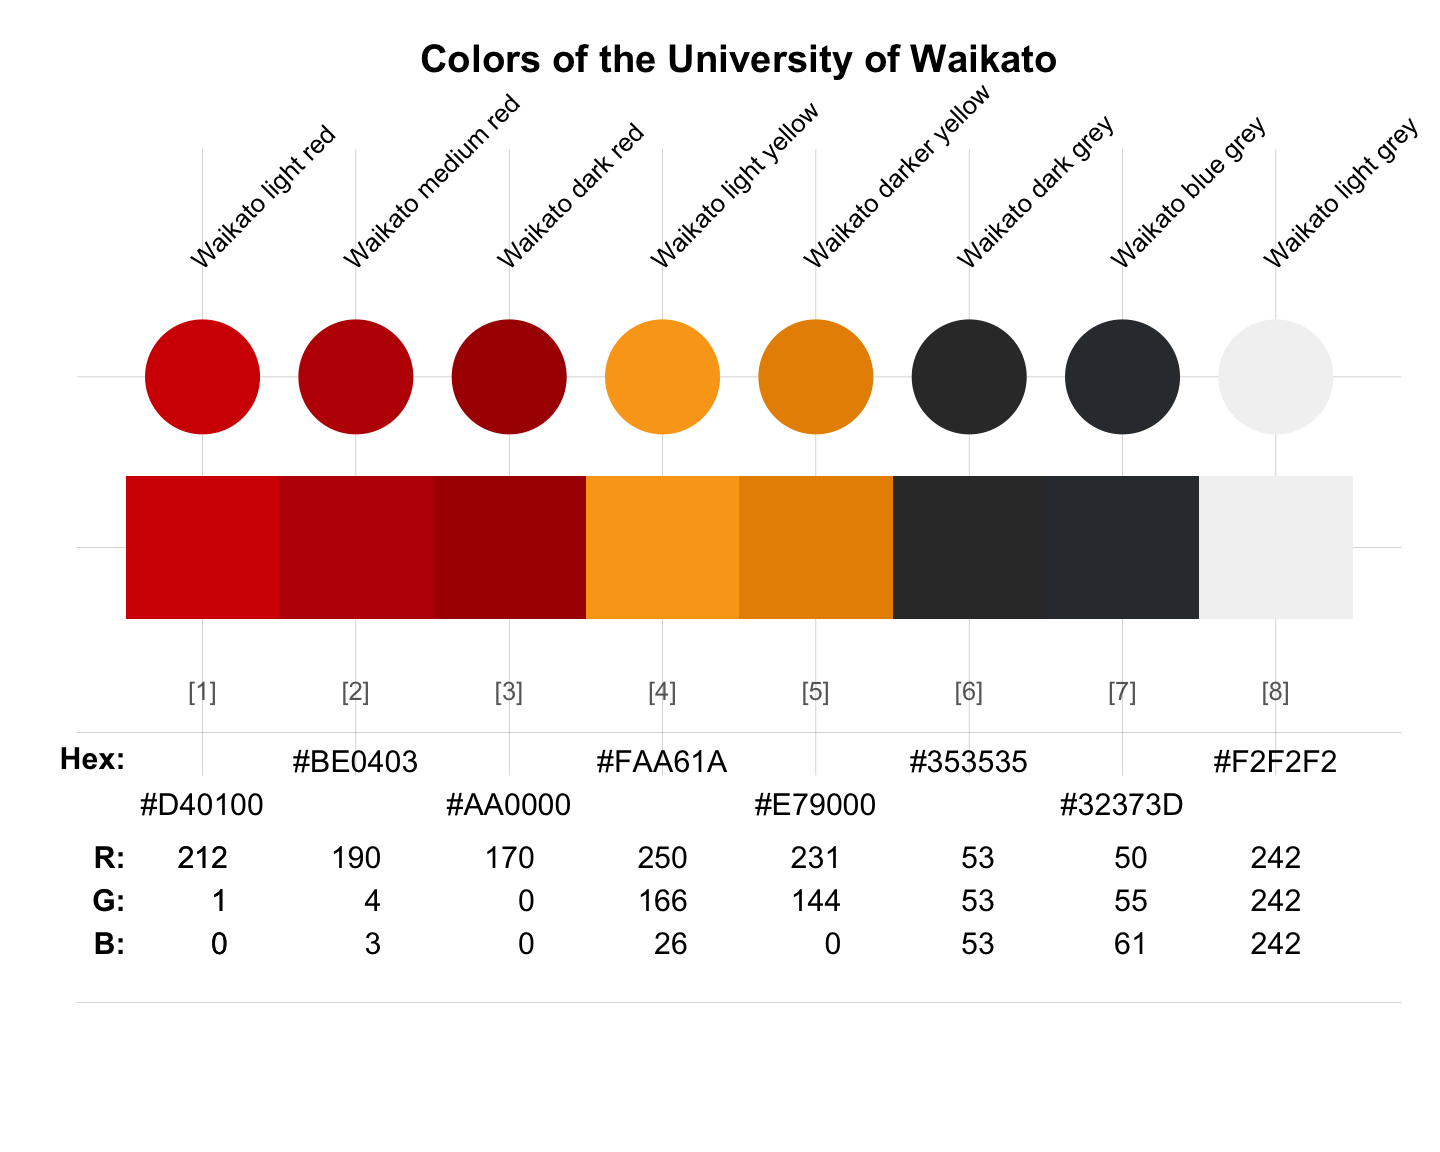 Colors of the University of Waikato
Waikato light red
Waikato medium red
Waikato dark red
Waikato light yellow
Waikato darker yellow
Waikato dark grey
Waikato blue grey
Waikato light grey
[1] [2] [3] [4] [5] [6] [7] [8]
Hex: #BE0403 #FAA61A #353535 #F2F2F2
#D40100 #AA0000 #E79000 #32373D
R: 212 190 170 250 231 53 50 242
G: 1 4 0 166 144 53 55 242
B: 0 3 0 26 0 53 61 242